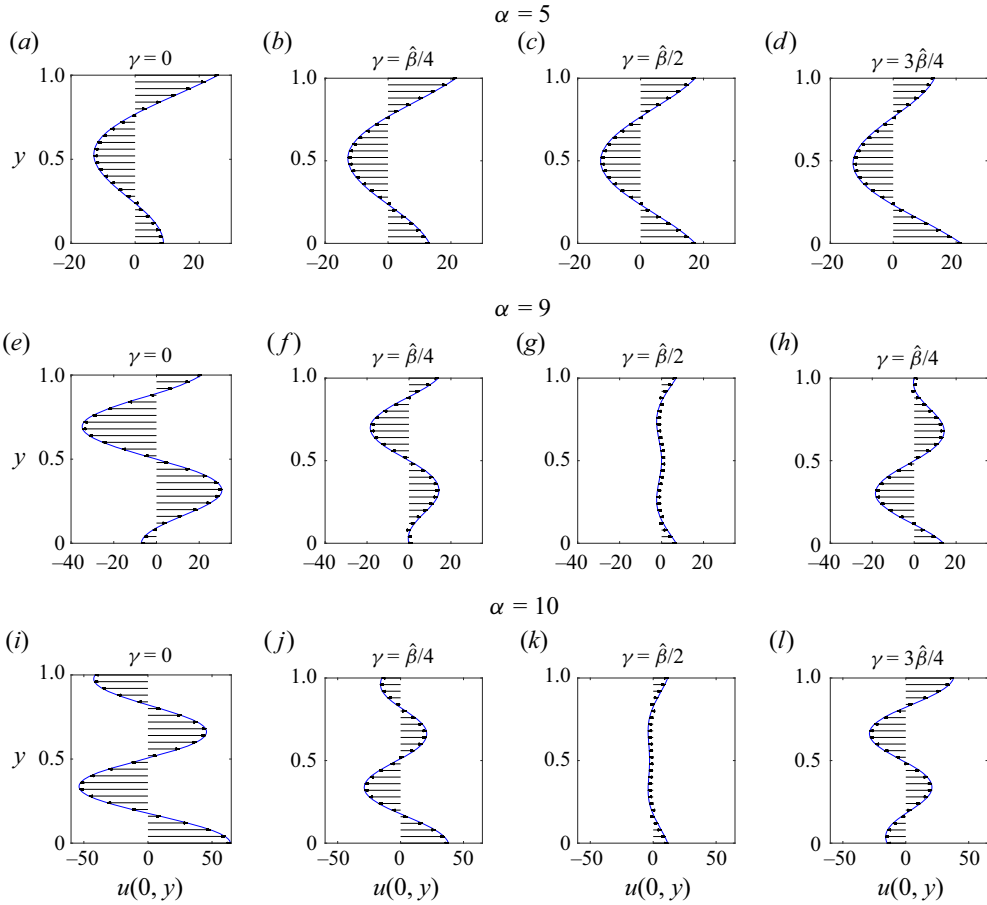 α = 5
(a) (b) (c) (d)
γ = 0 γ = β̂/4 γ = β̂/2 γ = 3β̂/4
1.0 1.0 1.0 1.0
y 0.5 0.5 0.5 0.5
0 0 0 0
−20 0 20 −20 0 20 −20 0 20 −20 0 20
α = 9
(e) (f) (g) (h)
γ = 0 γ = β̂/4 γ = β̂/2 γ = β̂/4
1.0 1.0 1.0 1.0
y 0.5 0.5 0.5 0.5
0 0 0 0
−40 −20 0 20 −40 −20 0 20 −40 −20 0 20 −40 −20 0 20
α = 10
(i) (j) (k) (l)
γ = 0 γ = β̂/4 γ = β̂/2 γ = 3β̂/4
1.0 1.0 1.0 1.0
y 0.5 0.5 0.5 0.5
0 0 0 0
−50 0 50 −50 0 50 −50 0 50 −50 0 50
u(0, y) u(0, y) u(0, y) u(0, y)